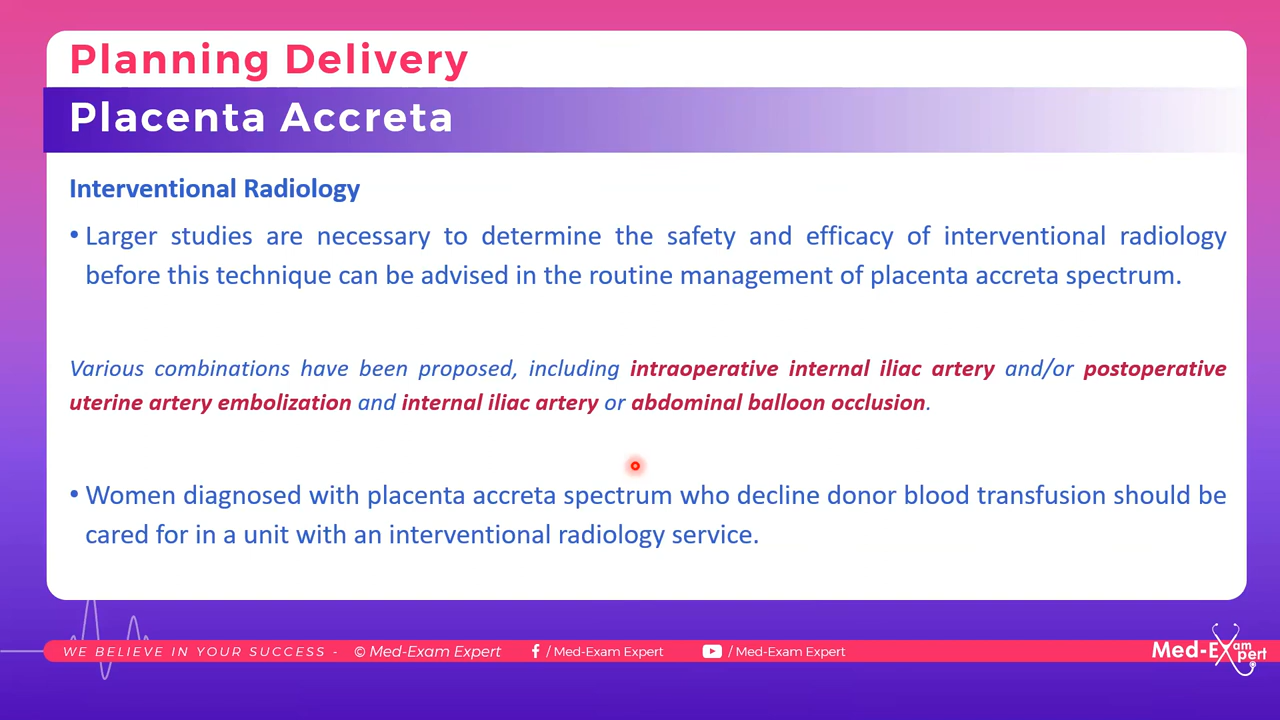 Planning Delivery
Placenta Accreta
Interventional Radiology
• Larger studies are necessary to determine the safety and efficacy of interventional radiology
before this technique can be advised in the routine management of placenta accreta spectrum.
Various combinations have been proposed, including intraoperative internal iliac artery and/or postoperative
uterine artery embolization and internal iliac artery or abdominal balloon occlusion.
• Women diagnosed with placenta accreta spectrum who decline donor blood transfusion should be
cared for in a unit with an interventional radiology service.
WE BELIEVE IN YOUR SUCCESS - © Med-Exam Expert / Med-Exam Expert / Med-Exam Expert
Med-Exam Expert